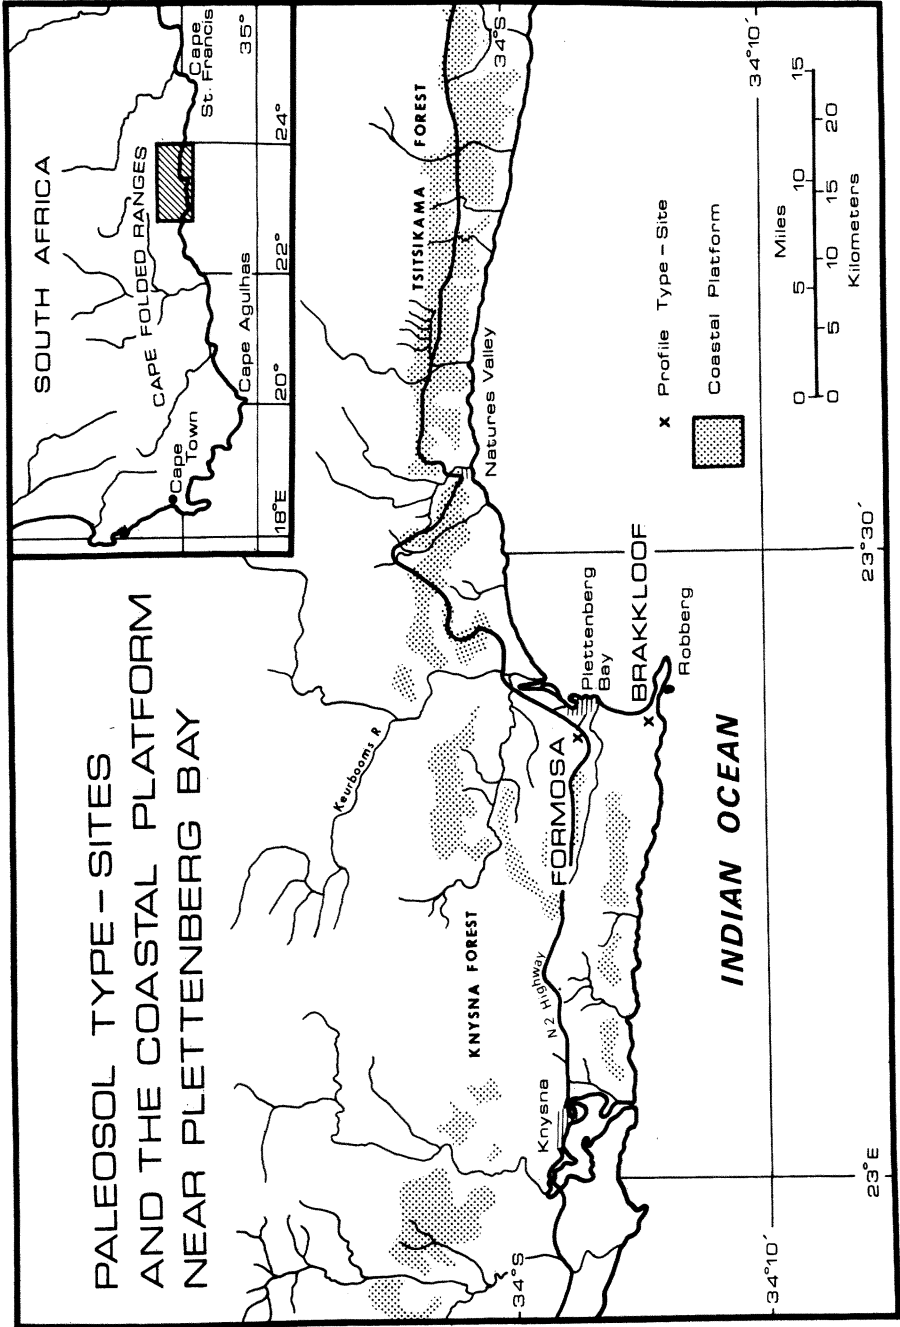 PALEOSOL TYPE-SITES
AND THE COASTAL PLATFORM
NEAR PLETTENBERG BAY
SOUTH AFRICA
CAPE FOLDED RANGES
Cape
Town
Cape Agulhas
Cape
St. Francis
18°E
20°
22°
24°
35°
Keurbooms R
KNYSNA FOREST
TSITSIKAMA FOREST
N2 Highway
Knysna
FORMOSA
Plettenberg
Bay
BRAKKLOOF
Robberg
Natures Valley
INDIAN OCEAN
x Profile Type-Site
Coastal Platform
Miles
0 5 10 15
0 5 10 15 20
Kilometers
34°S
34°S
34°10´
34°10´
23°E
23°30´